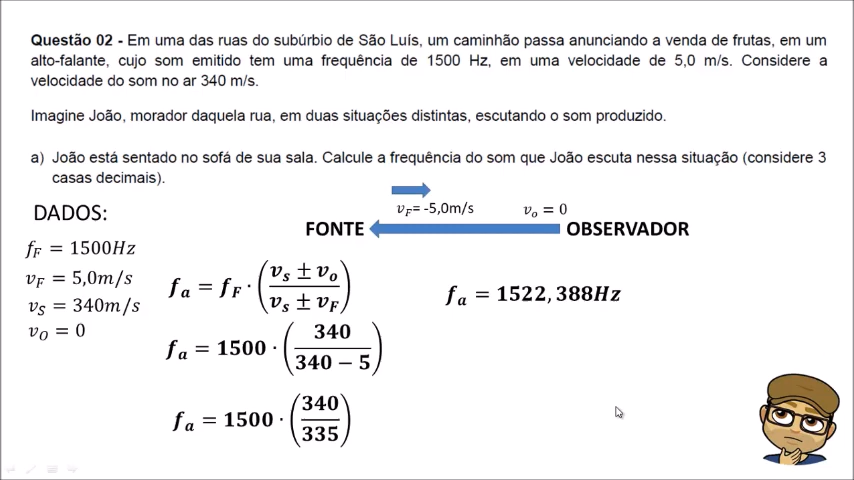 Questão 02 - Em uma das ruas do subúrbio de São Luís, um caminhão passa anunciando a venda de frutas, em um
alto-falante, cujo som emitido tem uma frequência de 1500 Hz, em uma velocidade de 5,0 m/s. Considere a
velocidade do som no ar 340 m/s.
Imagine João, morador daquela rua, em duas situações distintas, escutando o som produzido.
a) João está sentado no sofá de sua sala. Calcule a frequência do som que João escuta nessa situação (considere 3
casas decimais).
DADOS:
f_F = 1500Hz
v_F = 5,0m/s
v_S = 340m/s
v_O = 0
v_F= -5,0m/s
v_o = 0
FONTE
OBSERVADOR
f_a = f_F · (v_s ± v_o / v_s ± v_F)
f_a = 1500 · (340 / 340 − 5)
f_a = 1500 · (340 / 335)
f_a = 1522,388Hz